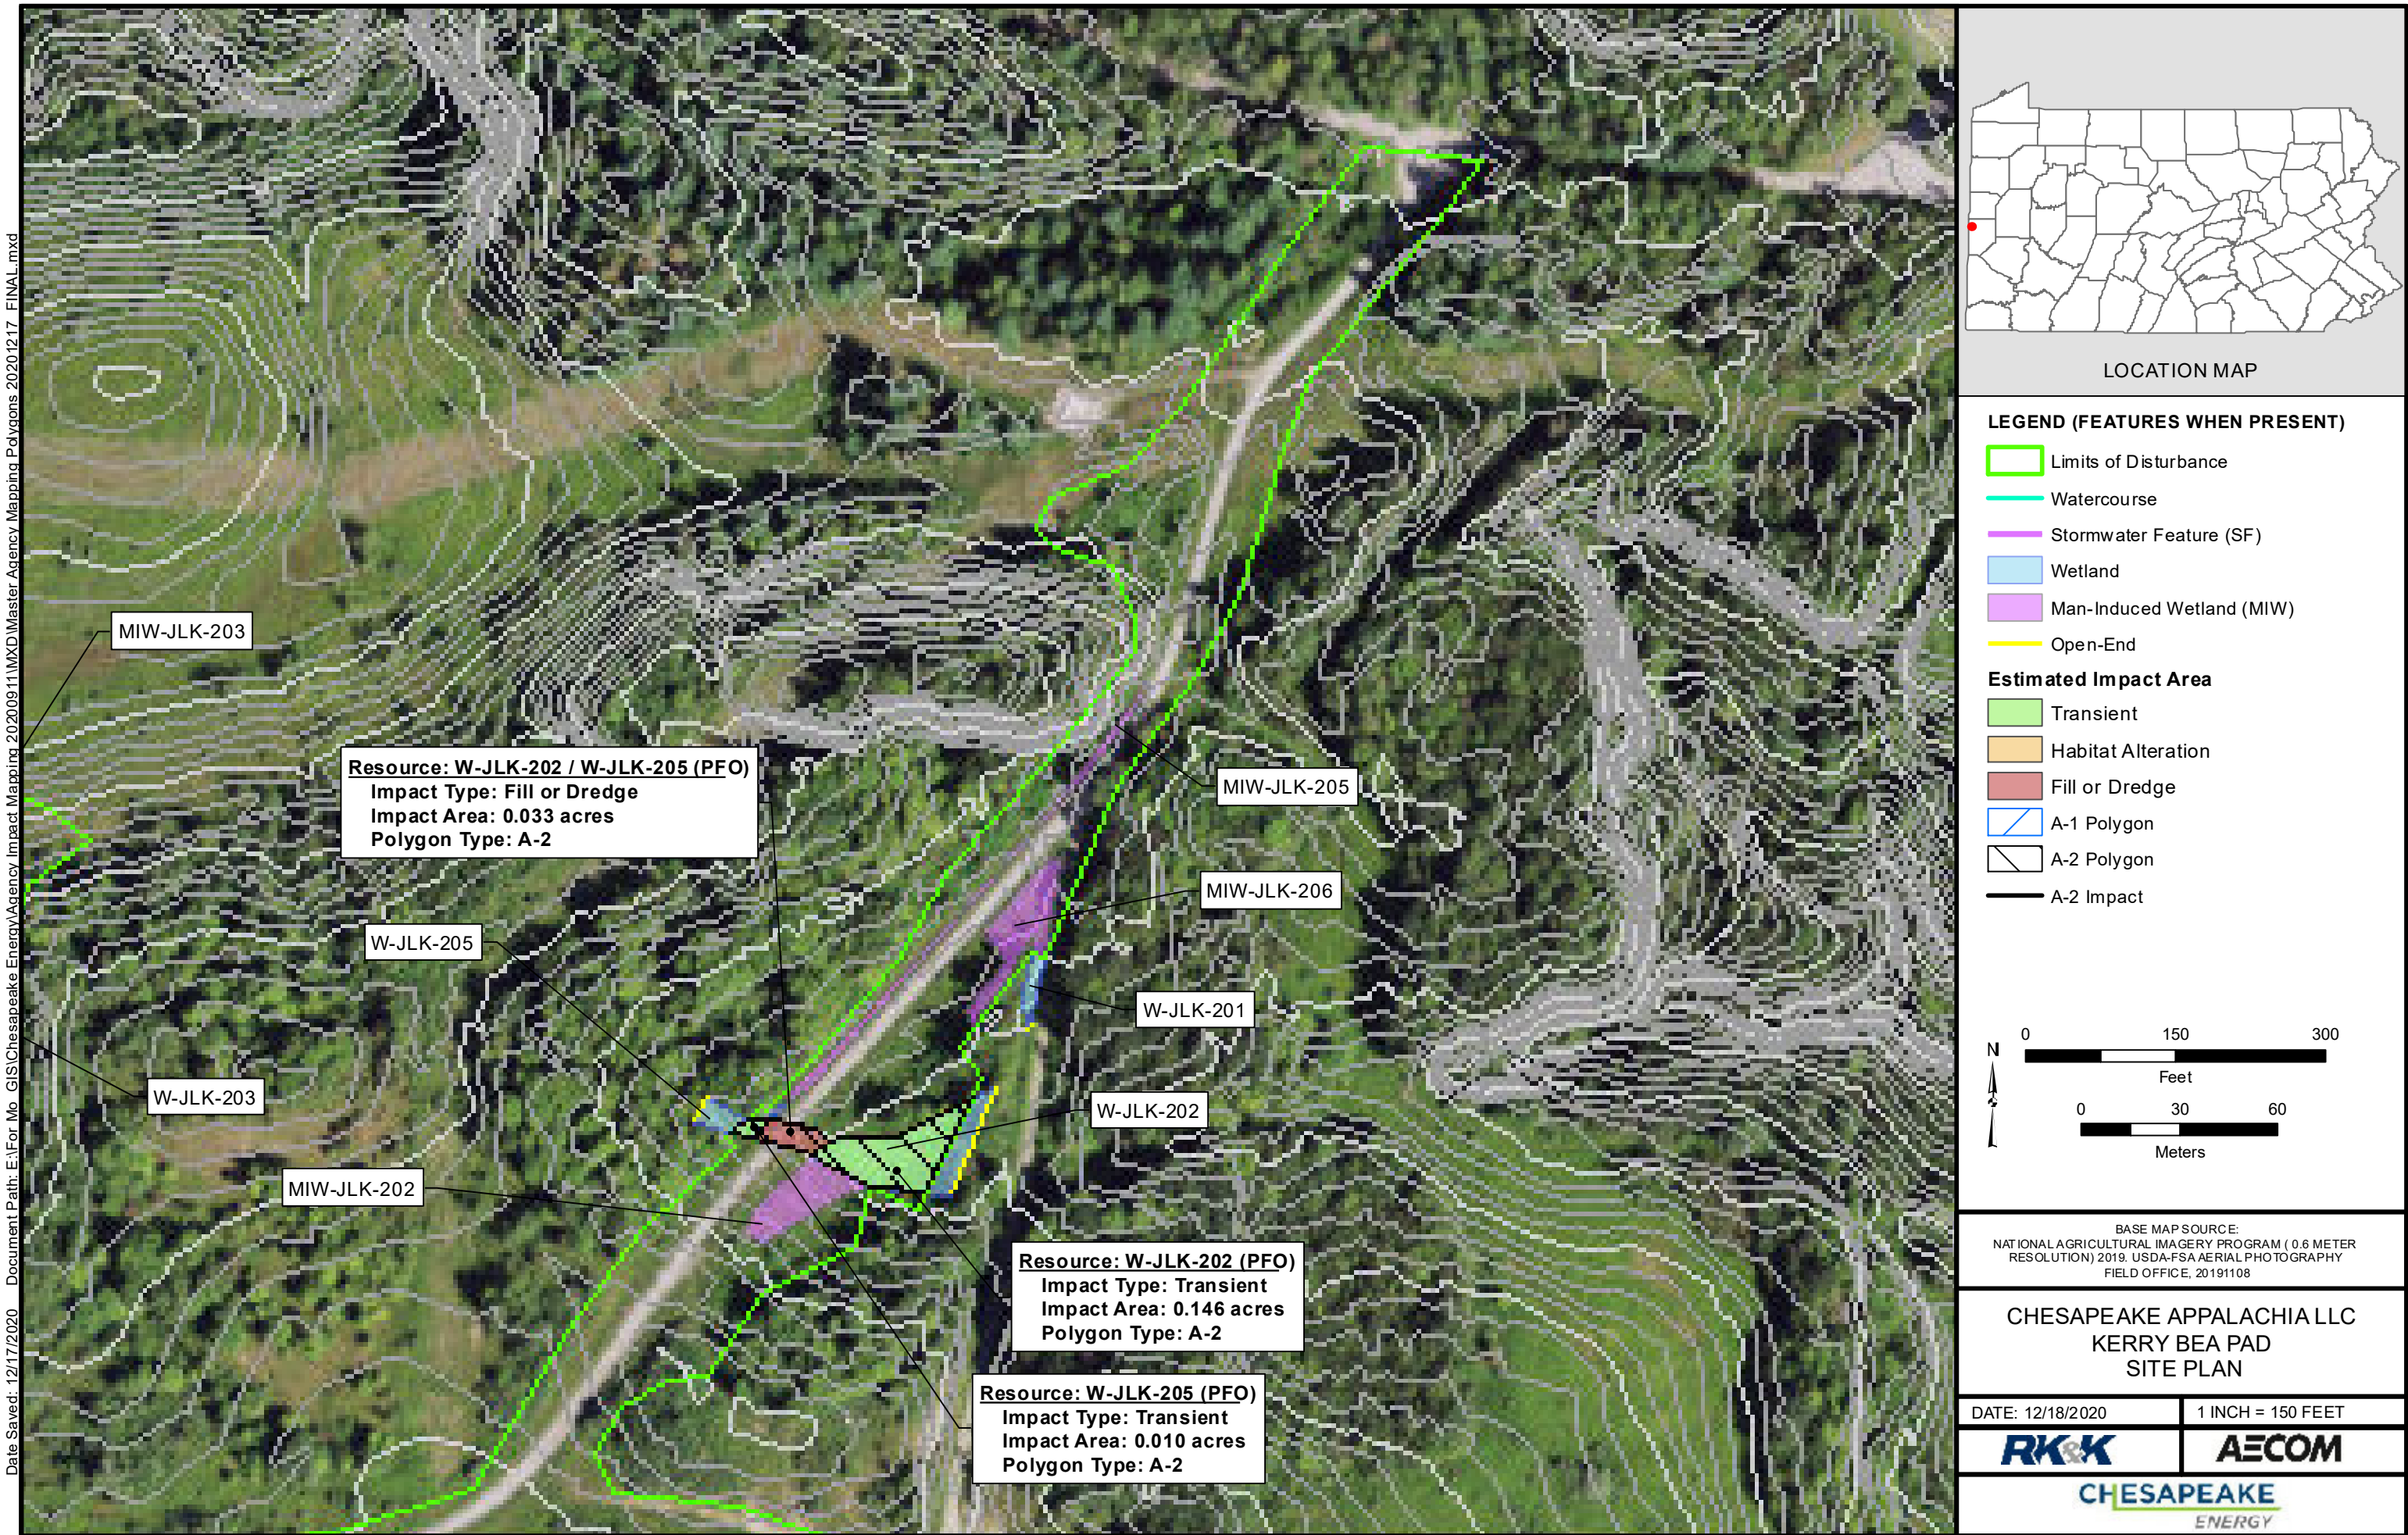 Date Saved: 12/17/2020 Document Path: E:\For Mo GIS\Chesapeake Energy\Agency Impact Mapping 20200911\MXD\Master Agency Mapping Polygons 20201217 FINAL.mxd
MIW-JLK-203
Resource: W-JLK-202 / W-JLK-205 (PFO)
Impact Type: Fill or Dredge
Impact Area: 0.033 acres
Polygon Type: A-2
MIW-JLK-205
MIW-JLK-206
W-JLK-205
W-JLK-201
W-JLK-203
W-JLK-202
MIW-JLK-202
Resource: W-JLK-202 (PFO)
Impact Type: Transient
Impact Area: 0.146 acres
Polygon Type: A-2
Resource: W-JLK-205 (PFO)
Impact Type: Transient
Impact Area: 0.010 acres
Polygon Type: A-2
LOCATION MAP
LEGEND (FEATURES WHEN PRESENT)
Limits of Disturbance
Watercourse
Stormwater Feature (SF)
Wetland
Man-Induced Wetland (MIW)
Open-End
Estimated Impact Area
Transient
Habitat Alteration
Fill or Dredge
A-1 Polygon
A-2 Polygon
A-2 Impact
N
0 150 300
Feet
0 30 60
Meters
BASE MAP SOURCE:
NATIONAL AGRICULTURAL IMAGERY PROGRAM ( 0.6 METER
RESOLUTION) 2019. USDA-FSA AERIAL PHOTOGRAPHY
FIELD OFFICE, 20191108
CHESAPEAKE APPALACHIA LLC
KERRY BEA PAD
SITE PLAN
DATE: 12/18/2020
1 INCH = 150 FEET
RK&K
AECOM
CHESAPEAKE
ENERGY